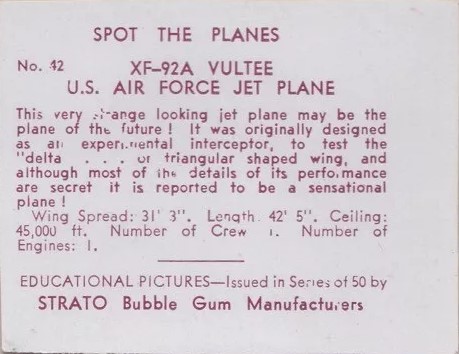 SPOT THE PLANES
No. 42 XF-92A VULTEE
U.S. AIR FORCE JET PLANE
This very strange looking jet plane may be the
plane of the future! It was originally designed
as an experimental interceptor, to test the
"delta . . . or triangular shaped wing, and
although most of the details of its performance
are secret it is reported to be a sensational
plane!
Wing Spread: 31' 3". Length 42' 5". Ceiling:
45,000 ft. Number of Crew 1. Number of
Engines: 1.
EDUCATIONAL PICTURES—Issued in Series of 50 by
STRATO Bubble Gum Manufacturers